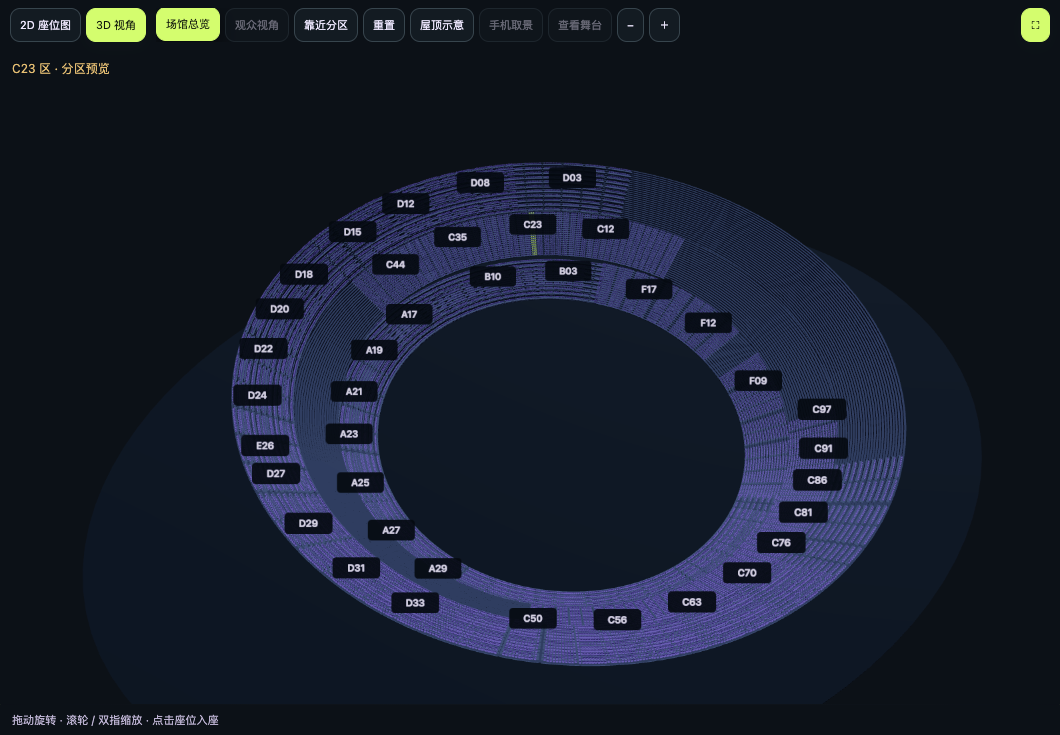 2D 座位图 3D 视角 场馆总览 观众视角 靠近分区 重置 屋顶示意 手机取景 查看舞台 − +
C23 区 · 分区预览
D08 D03
D12
D15 C35 C23 C12
C44
D18 B10 B03
F17
D20 A17 F12
D22 A19
F09
D24 A21 C97
A23
E26 C91
D27 A25 C86
C81
D29 A27 C76
D31 A29 C70
D33 C63
C50 C56
拖动旋转 · 滚轮 / 双指缩放 · 点击座位入座